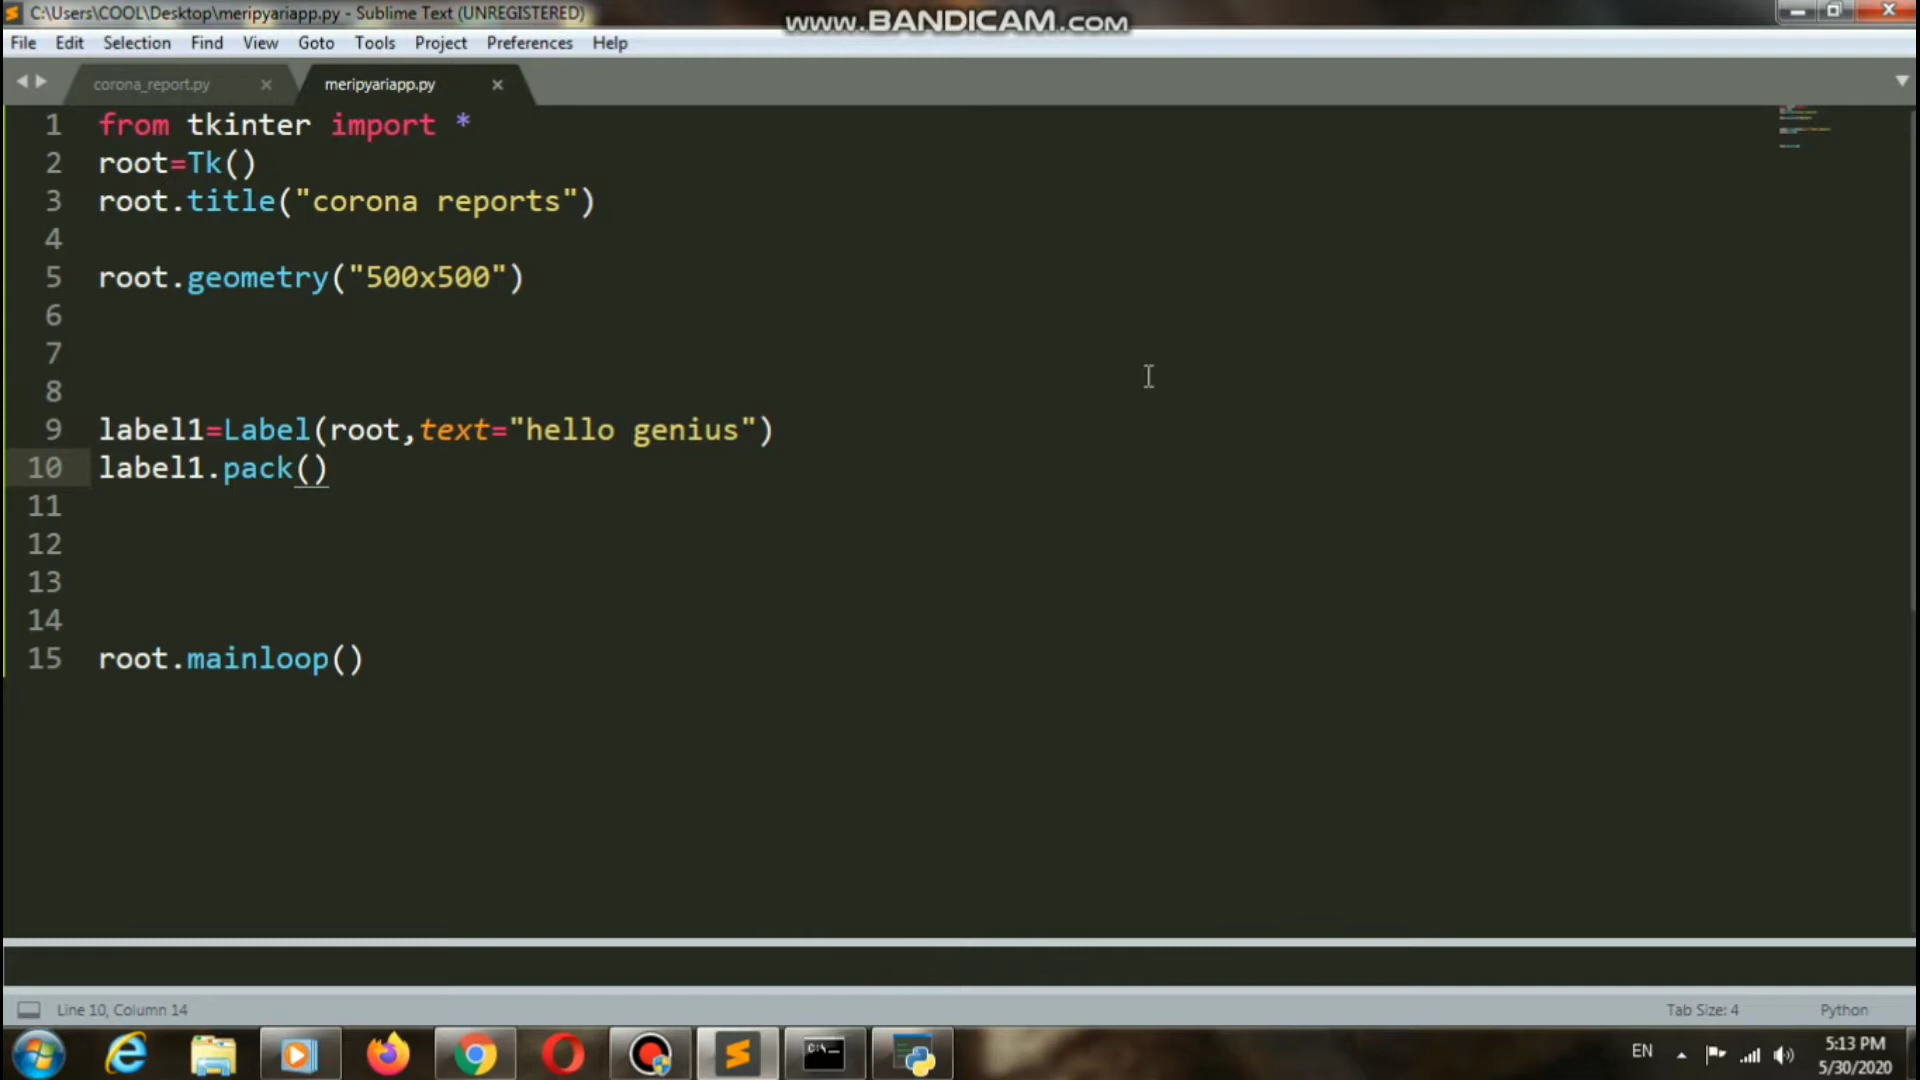 C:\Users\COOL\Desktop\meripyariapp.py - Sublime Text (UNREGISTERED)
www.BANDICAM.com
File Edit Selection Find View Goto Tools Project Preferences Help
corona_report.py × meripyariapp.py ×
1 from tkinter import *
2 root=Tk()
3 root.title("corona reports")
4
5 root.geometry("500x500")
6
7
8
9 label1=Label(root,text="hello genius")
10 label1.pack()
11
12
13
14
15 root.mainloop()
Line 10, Column 14 Tab Size: 4 Python
C:\_
EN 5:13 PM
5/30/2020